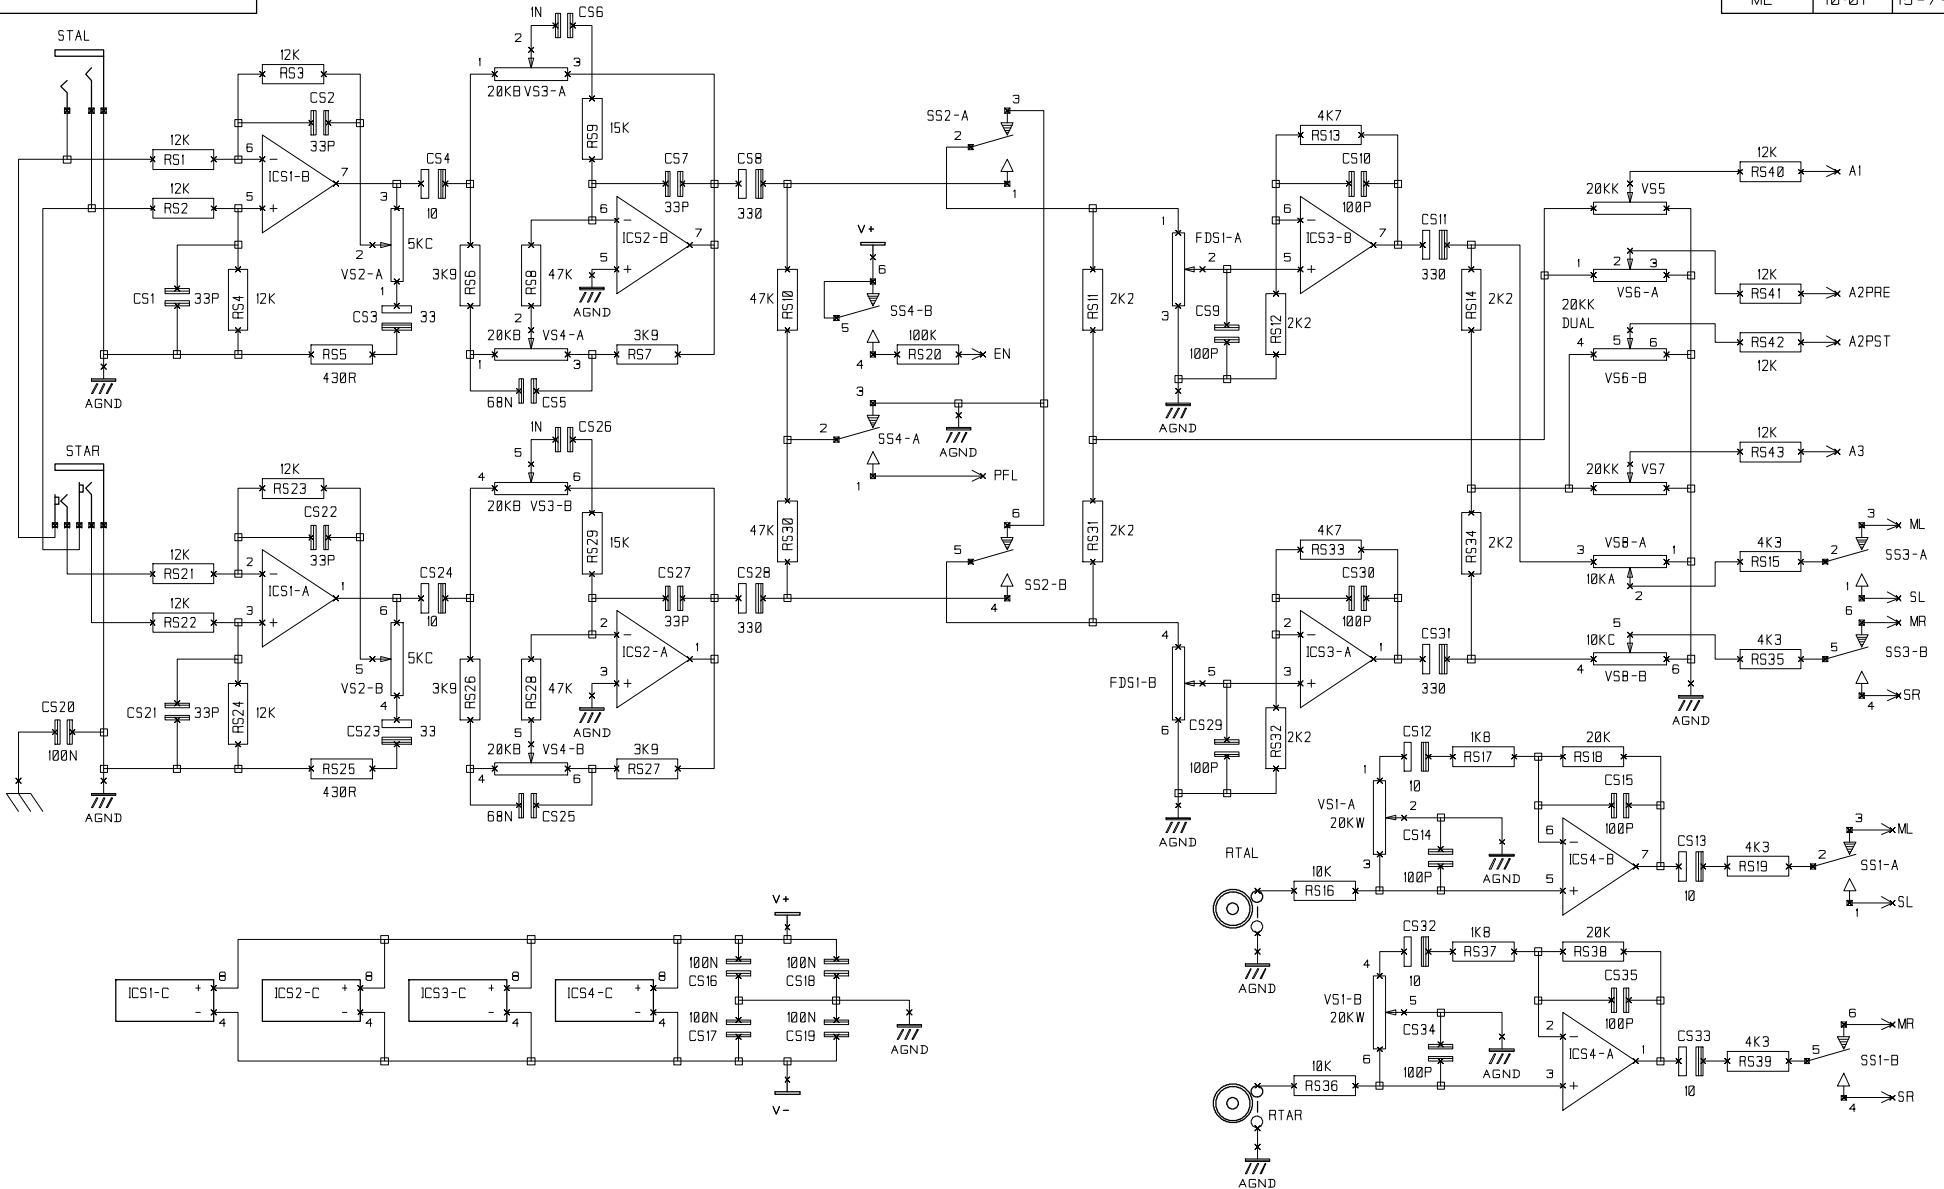 ML 10-01
STAL
12K
RS3
CS2
33P
12K
RS1
6
5
7
ICS1-B
12K
RS2
CS1 33P
RS4 12K
3
2
1
5KC
VS2-A
CS3 33
RS5
430R
AGND
CS4
10
1N CS6
2
1
3
20KB VS3-A
RS9 15K
CS7
33P
CS8
330
3K9 RS6
RS8 47K
6
5
7
ICS2-B
AGND
2
20KB VS4-A
1
3
3K9
RS7
68N CS5
47K RS10
V+
6
5
4
SS4-B
100K
RS20
EN
3
2
1
SS4-A
AGND
PFL
SS2-A
3
2
1
RS11 2K2
1
2
3
FDS1-A
CS9
100P
RS12 2K2
AGND
4K7
RS13
CS10
100P
6
5
7
ICS3-B
CS11
330
RS14 2K2
20KK VS5
12K
RS40
A1
1
2
3
VS6-A
12K
RS41
A2PRE
20KK
DUAL
4
5
6
VS6-B
RS42
12K
A2PST
12K
RS43
A3
20KK VS7
STAR
12K
RS23
CS22
33P
12K
RS21
2
3
1
ICS1-A
12K
RS22
CS21 33P
RS24 12K
6
5
4
5KC
VS2-B
CS23 33
RS25
430R
CS20
100N
AGND
CS24
10
1N CS26
5
4
6
20KB VS3-B
RS29 15K
CS27
33P
CS28
330
3K9 RS26
RS28 47K
2
3
1
ICS2-A
AGND
5
20KB VS4-B
4
6
3K9
RS27
68N CS25
47K RS30
6
5
4
SS2-B
RS31 2K2
4
5
6
FDS1-B
CS29
100P
RS32 2K2
AGND
4K7
RS33
CS30
100P
2
3
1
ICS3-A
CS31
330
RS34 2K2
VS8-A
3
1
2
10KA
4K3
RS15
3
2
1
ML
SS3-A
SL
5
10KC
4
6
VS8-B
4K3
RS35
6
5
4
MR
SS3-B
SR
AGND
CS12
10
1K8
RS17
20K
RS18
CS15
100P
1
2
3
VS1-A
20KW
CS14
100P
AGND
6
5
7
ICS4-B
CS13
10
4K3
RS19
3
2
1
ML
SS1-A
SL
RTAL
10K
RS16
AGND
CS32
10
1K8
RS37
20K
RS38
CS35
100P
4
5
6
VS1-B
20KW
CS34
100P
AGND
2
3
1
ICS4-A
CS33
10
4K3
RS39
6
5
4
MR
SS1-B
SR
10K
RS36
RTAR
AGND
V+
ICS1-C + 8
- 4
ICS2-C + 8
- 4
ICS3-C + 8
- 4
ICS4-C + 8
- 4
100N
CS16
100N
CS18
100N
CS17
100N
CS19
AGND
V-